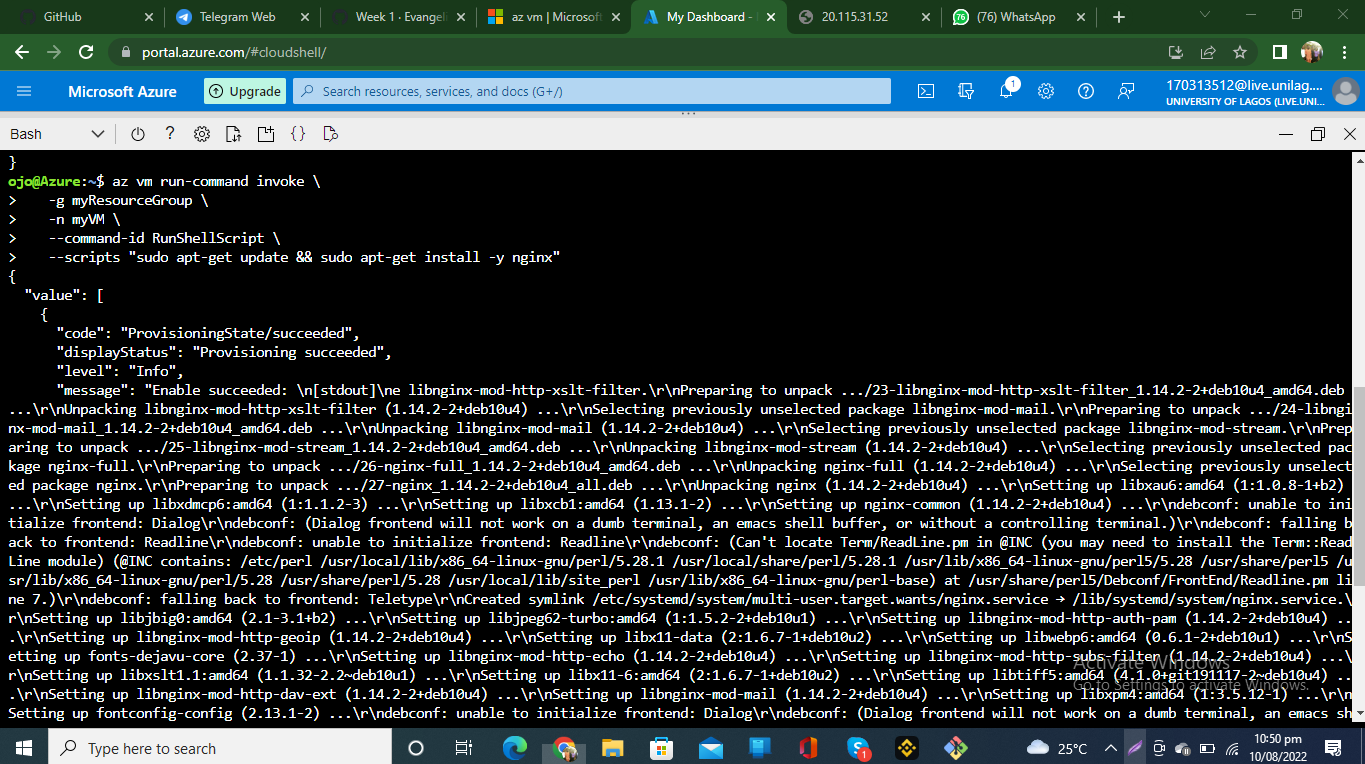 GitHub
Telegram Web
Week 1 · Evangeli
az vm | Microsoft
My Dashboard -
20.115.31.52
76
(76) WhatsApp
portal.azure.com/#cloudshell/
Microsoft Azure
Upgrade
Search resources, services, and docs (G+/)
1
170313512@live.unilag....
UNIVERSITY OF LAGOS (LIVE.UNI...
Bash
}
ojo@Azure:~$ az vm run-command invoke \
>    -g myResourceGroup \
>    -n myVM \
>    --command-id RunShellScript \
>    --scripts "sudo apt-get update && sudo apt-get install -y nginx"
{
  "value": [
    {
      "code": "ProvisioningState/succeeded",
      "displayStatus": "Provisioning succeeded",
      "level": "Info",
      "message": "Enable succeeded: \n[stdout]\ne libnginx-mod-http-xslt-filter.\r\nPreparing to unpack .../23-libnginx-mod-http-xslt-filter_1.14.2-2+deb10u4_amd64.deb
...\r\nUnpacking libnginx-mod-http-xslt-filter (1.14.2-2+deb10u4) ...\r\nSelecting previously unselected package libnginx-mod-mail.\r\nPreparing to unpack .../24-libngi
nx-mod-mail_1.14.2-2+deb10u4_amd64.deb ...\r\nUnpacking libnginx-mod-mail (1.14.2-2+deb10u4) ...\r\nSelecting previously unselected package libnginx-mod-stream.\r\nPrep
aring to unpack .../25-libnginx-mod-stream_1.14.2-2+deb10u4_amd64.deb ...\r\nUnpacking libnginx-mod-stream (1.14.2-2+deb10u4) ...\r\nSelecting previously unselected pac
kage nginx-full.\r\nPreparing to unpack .../26-nginx-full_1.14.2-2+deb10u4_amd64.deb ...\r\nUnpacking nginx-full (1.14.2-2+deb10u4) ...\r\nSelecting previously unselect
ed package nginx.\r\nPreparing to unpack .../27-nginx_1.14.2-2+deb10u4_all.deb ...\r\nUnpacking nginx (1.14.2-2+deb10u4) ...\r\nSetting up libxau6:amd64 (1:1.0.8-1+b2)
...\r\nSetting up libxdmcp6:amd64 (1:1.1.2-3) ...\r\nSetting up libxcb1:amd64 (1.13.1-2) ...\r\nSetting up nginx-common (1.14.2-2+deb10u4) ...\r\ndebconf: unable to ini
tialize frontend: Dialog\r\ndebconf: (Dialog frontend will not work on a dumb terminal, an emacs shell buffer, or without a controlling terminal.)\r\ndebconf: falling b
ack to frontend: Readline\r\ndebconf: unable to initialize frontend: Readline\r\ndebconf: (Can't locate Term/ReadLine.pm in @INC (you may need to install the Term::Read
Line module) (@INC contains: /etc/perl /usr/local/lib/x86_64-linux-gnu/perl/5.28.1 /usr/local/share/perl/5.28.1 /usr/lib/x86_64-linux-gnu/perl5/5.28 /usr/share/perl5 /u
sr/lib/x86_64-linux-gnu/perl/5.28 /usr/share/perl/5.28 /usr/local/lib/site_perl /usr/lib/x86_64-linux-gnu/perl-base) at /usr/share/perl5/Debconf/FrontEnd/Readline.pm li
ne 7.)\r\ndebconf: falling back to frontend: Teletype\r\nCreated symlink /etc/systemd/system/multi-user.target.wants/nginx.service → /lib/systemd/system/nginx.service.\
r\nSetting up libjbig0:amd64 (2.1-3.1+b2) ...\r\nSetting up libjpeg62-turbo:amd64 (1:1.5.2-2+deb10u1) ...\r\nSetting up libnginx-mod-http-auth-pam (1.14.2-2+deb10u4) ..
.\r\nSetting up libnginx-mod-http-geoip (1.14.2-2+deb10u4) ...\r\nSetting up libx11-data (2:1.6.7-1+deb10u2) ...\r\nSetting up libwebp6:amd64 (0.6.1-2+deb10u1) ...\r\nS
etting up fonts-dejavu-core (2.37-1) ...\r\nSetting up libnginx-mod-http-echo (1.14.2-2+deb10u4) ...\r\nSetting up libnginx-mod-http-subs-filter (1.14.2-2+deb10u4) ...\
r\nSetting up libxslt1.1:amd64 (1.1.32-2.2~deb10u1) ...\r\nSetting up libx11-6:amd64 (2:1.6.7-1+deb10u2) ...\r\nSetting up libtiff5:amd64 (4.1.0+git191117-2~deb10u4) ..
.\r\nSetting up libnginx-mod-http-dav-ext (1.14.2-2+deb10u4) ...\r\nSetting up libnginx-mod-mail (1.14.2-2+deb10u4) ...\r\nSetting up libxpm4:amd64 (1:3.5.12-1) ...\r\n
Setting up fontconfig-config (2.13.1-2) ...\r\ndebconf: unable to initialize frontend: Dialog\r\ndebconf: (Dialog frontend will not work on a dumb terminal, an emacs sh
Activate Windows
Go to Settings to activate Windows.
Type here to search
1
25°C
10:50 pm
10/08/2022